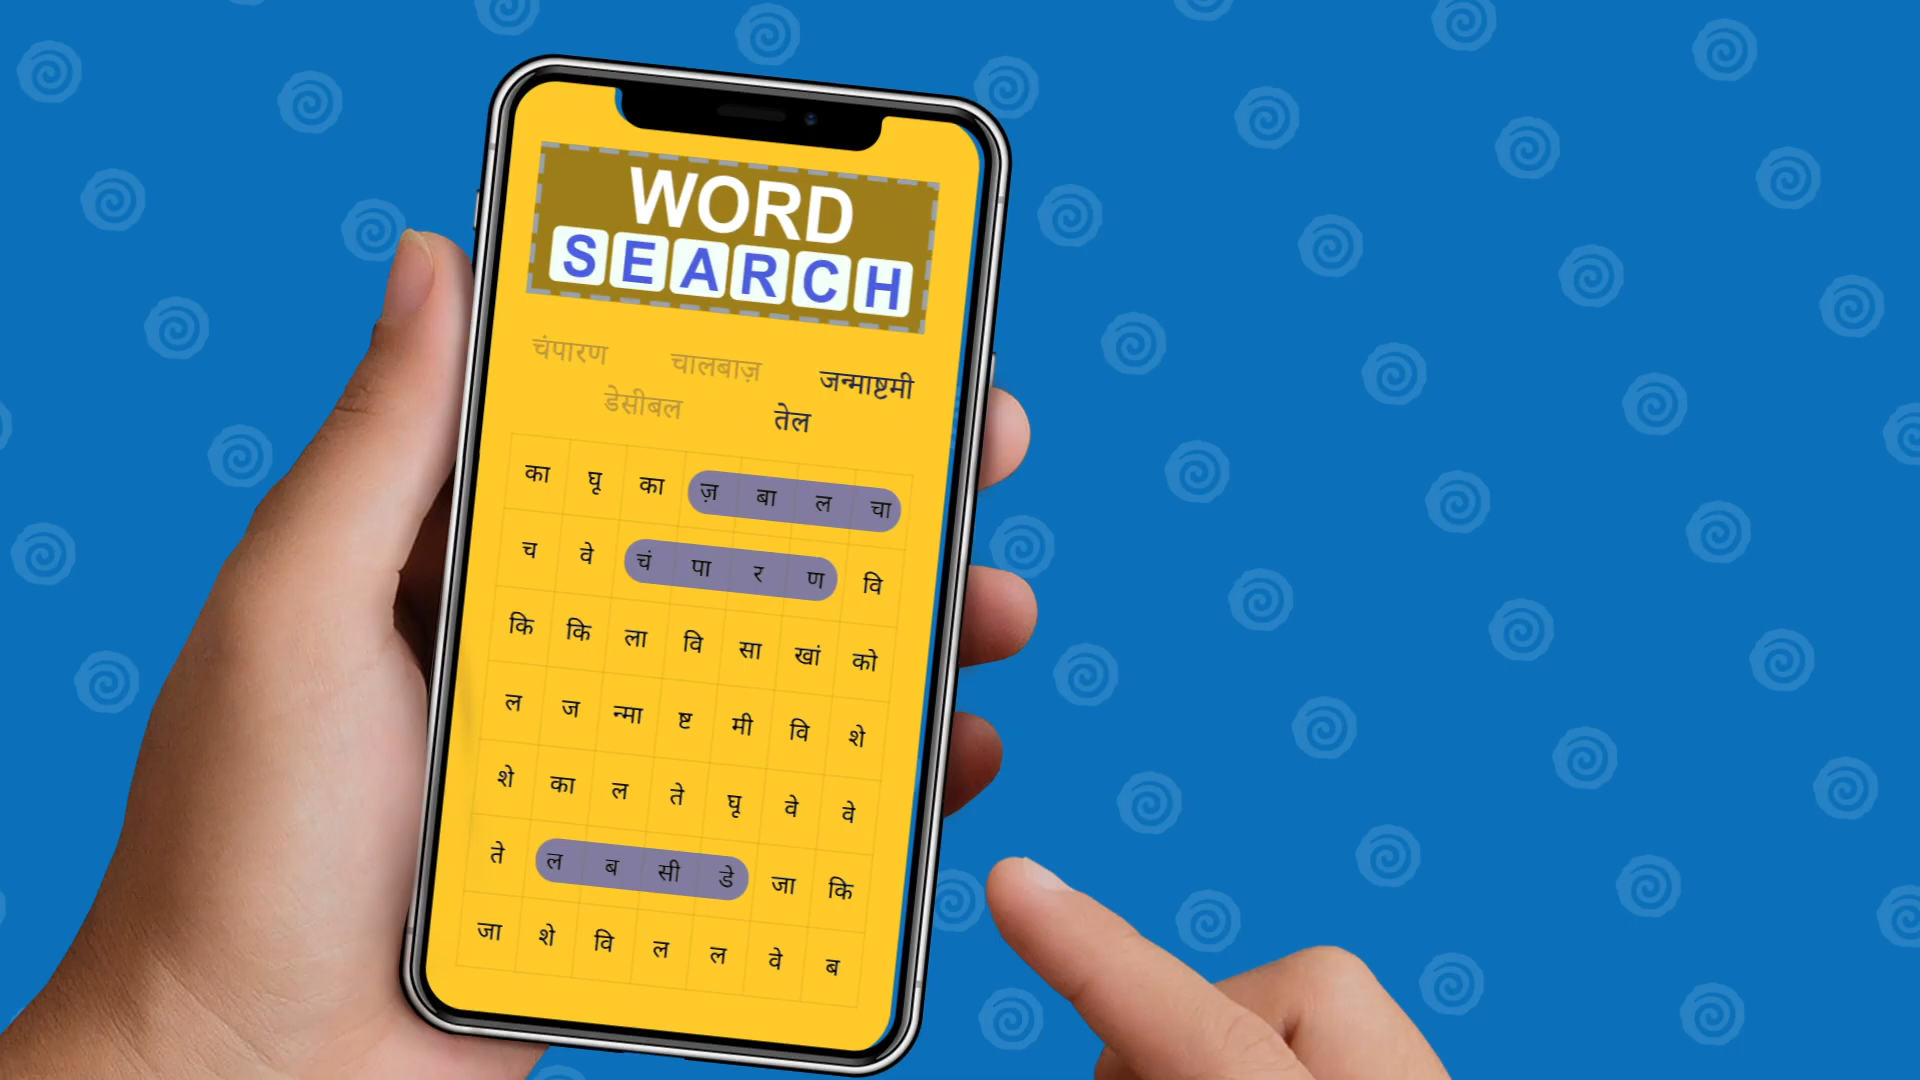 WORD
SEARCH
चंपारण चालबाज़ जन्माष्टमी
डेसीबल तेल
का घू का ज़ बा ल चा
च वे चं पा र ण वि
कि कि ला वि सा खां को
ल ज न्मा ष्ट मी वि शे
शे का ल ते घू वे वे
ते ल ब सी डे जा कि
जा शे वि ल ल वे ब